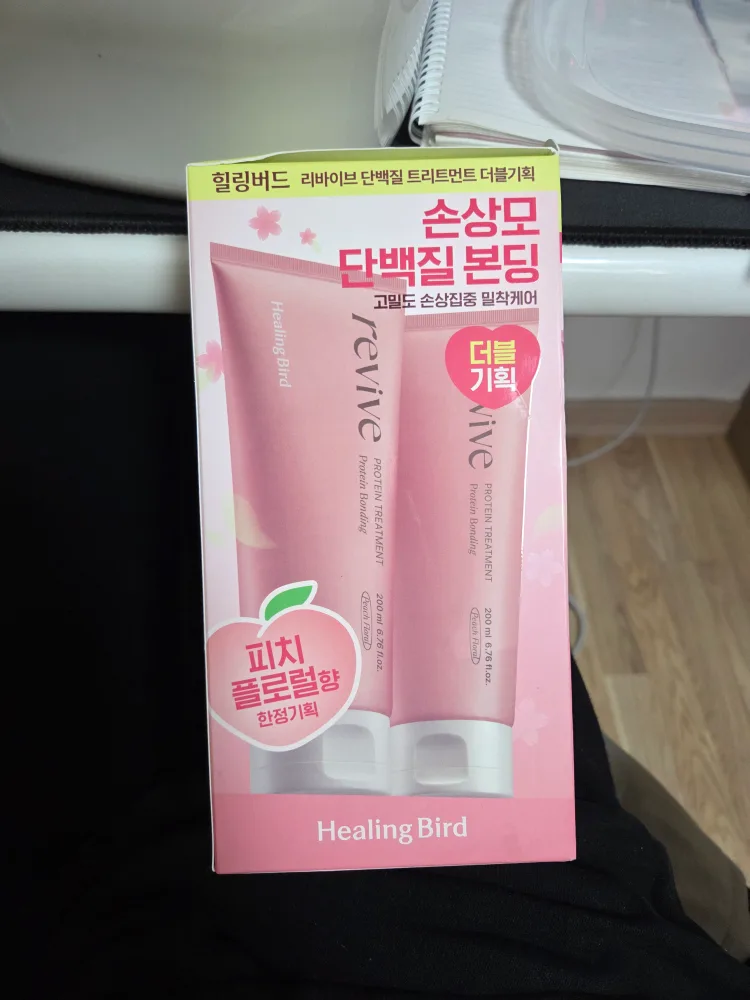 힐링버드 리바이브 단백질 트리트먼트 더블기획
손상모
단백질 본딩
고밀도 손상집중 밀착케어
더블
기획
Healing Bird
revive
PROTEIN TREATMENT
Protein Bonding
200 ml 6.76 fl.oz.
Peach Floral
vive
PROTEIN TREATMENT
Protein Bonding
200 ml 6.76 fl.oz.
Peach Floral
피치
플로럴향
한정기획
Healing Bird